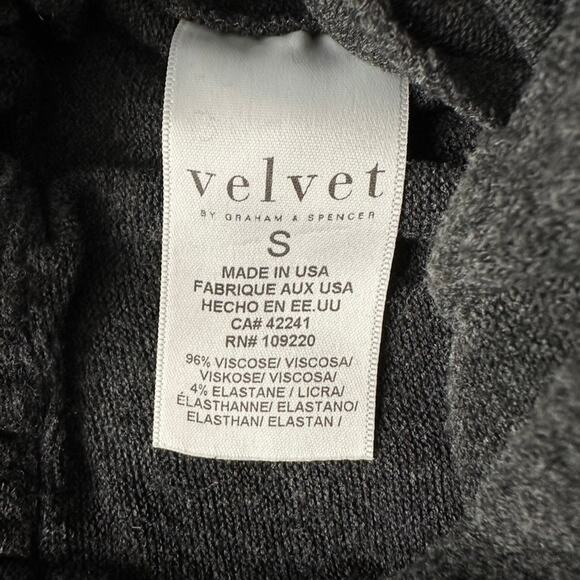 velvet
BY GRAHAM & SPENCER
S
MADE IN USA
FABRIQUE AUX USA
HECHO EN EE.UU
CA# 42241
RN# 109220
96% VISCOSE/ VISCOSA/
VISKOSE/ VISCOSA/
4% ELASTANE / LICRA/
ÉLASTHANNE/ ELASTANO/
ELASTHAN/ ELASTAN /